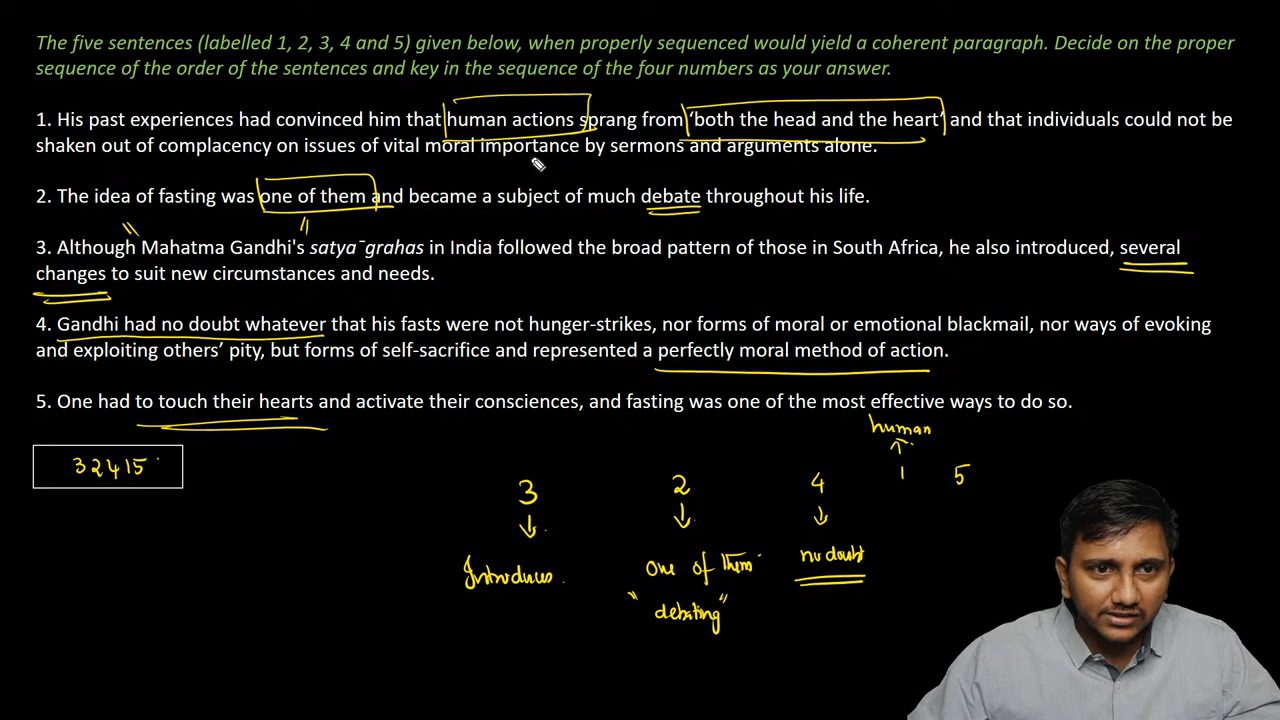 The five sentences (labelled 1, 2, 3, 4 and 5) given below, when properly sequenced would yield a coherent paragraph. Decide on the proper
sequence of the order of the sentences and key in the sequence of the four numbers as your answer.
1. His past experiences had convinced him that human actions sprang from ‘both the head and the heart’ and that individuals could not be
shaken out of complacency on issues of vital moral importance by sermons and arguments alone.
2. The idea of fasting was one of them and became a subject of much debate throughout his life.
3. Although Mahatma Gandhi's satya¯grahas in India followed the broad pattern of those in South Africa, he also introduced, several
changes to suit new circumstances and needs.
4. Gandhi had no doubt whatever that his fasts were not hunger-strikes, nor forms of moral or emotional blackmail, nor ways of evoking
and exploiting others’ pity, but forms of self-sacrifice and represented a perfectly moral method of action.
5. One had to touch their hearts and activate their consciences, and fasting was one of the most effective ways to do so.
human
32415
3 2 4 1 5
Introduces. one of them no doubt
"debating"